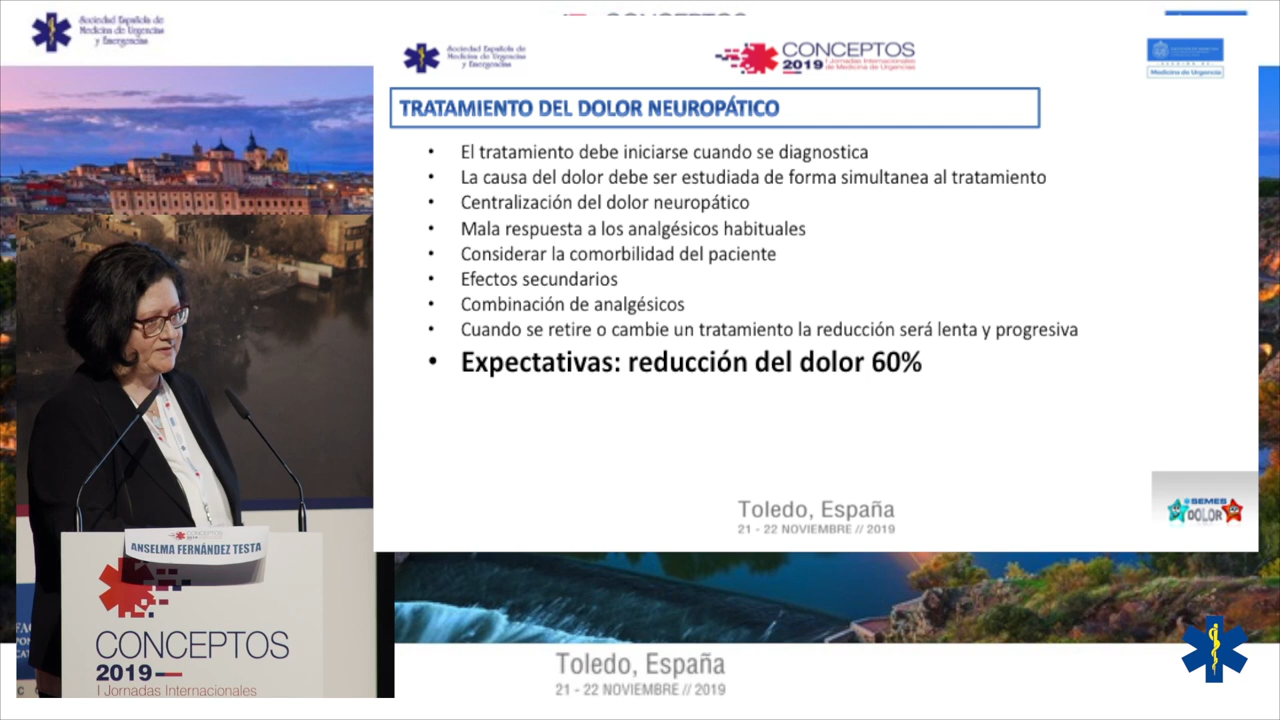 Sociedad Española de
Medicina de Urgencias
y Emergencias
Sociedad Española de
Medicina de Urgencias
y Emergencias
CONCEPTOS
2019 I Jornadas Internacionales
de Medicina de Urgencias
Medicina de Urgencia
TRATAMIENTO DEL DOLOR NEUROPÁTICO
• El tratamiento debe iniciarse cuando se diagnostica
• La causa del dolor debe ser estudiada de forma simultanea al tratamiento
• Centralización del dolor neuropático
• Mala respuesta a los analgésicos habituales
• Considerar la comorbilidad del paciente
• Efectos secundarios
• Combinación de analgésicos
• Cuando se retire o cambie un tratamiento la reducción será lenta y progresiva
• Expectativas: reducción del dolor 60%
Toledo, España
21 - 22 NOVIEMBRE // 2019
SEMES
DOLOR
CONCEPTOS
ANSELMA FERNÁNDEZ TESTA
CONCEPTOS
2019
I Jornadas Internacionales
Toledo, España
21 - 22 NOVIEMBRE // 2019